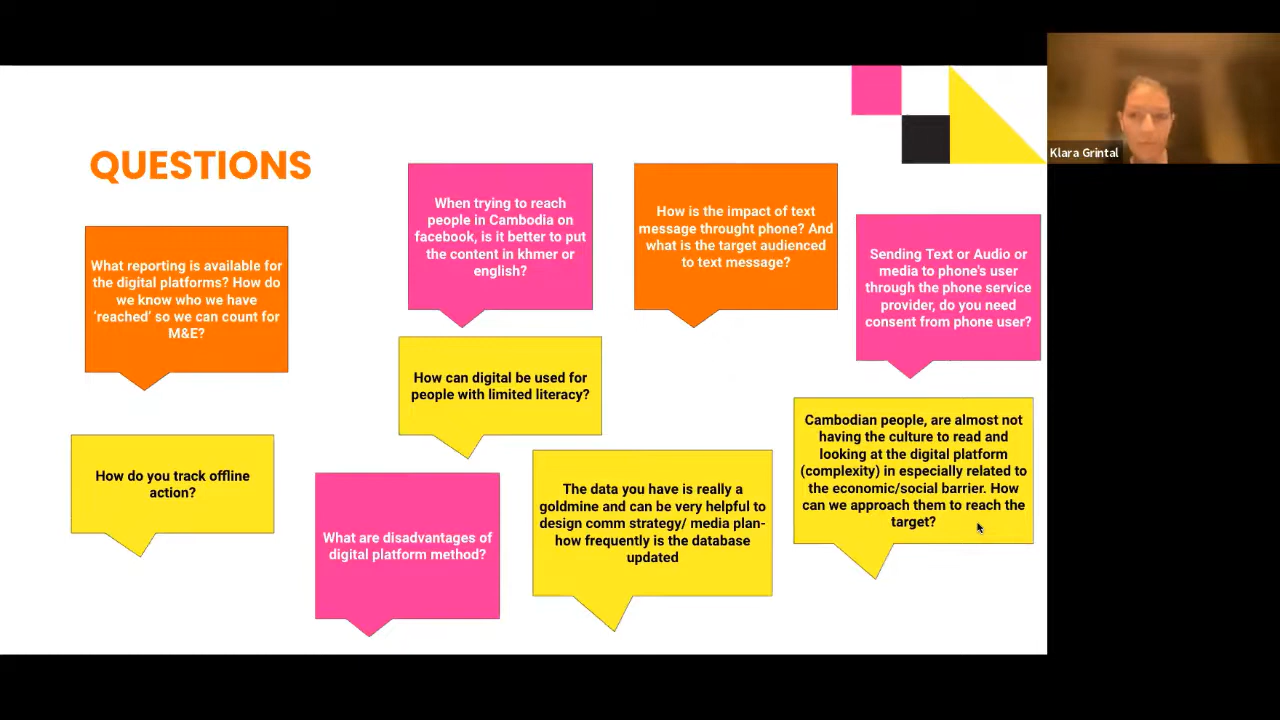 QUESTIONS
What reporting is available for
the digital platforms? How do
we know who we have
‘reached’ so we can count for
M&E?
When trying to reach
people in Cambodia on
facebook, is it better to put
the content in khmer or
english?
How is the impact of text
message throught phone? And
what is the target audienced
to text message?
Sending Text or Audio or
media to phone's user
through the phone service
provider, do you need
consent from phone user?
How can digital be used for
people with limited literacy?
How do you track offline
action?
What are disadvantages of
digital platform method?
The data you have is really a
goldmine and can be very helpful to
design comm strategy/ media plan-
how frequently is the database
updated
Cambodian people, are almost not
having the culture to read and
looking at the digital platform
(complexity) in especially related to
the economic/social barrier. How
can we approach them to reach the
target?
Klara Grintal